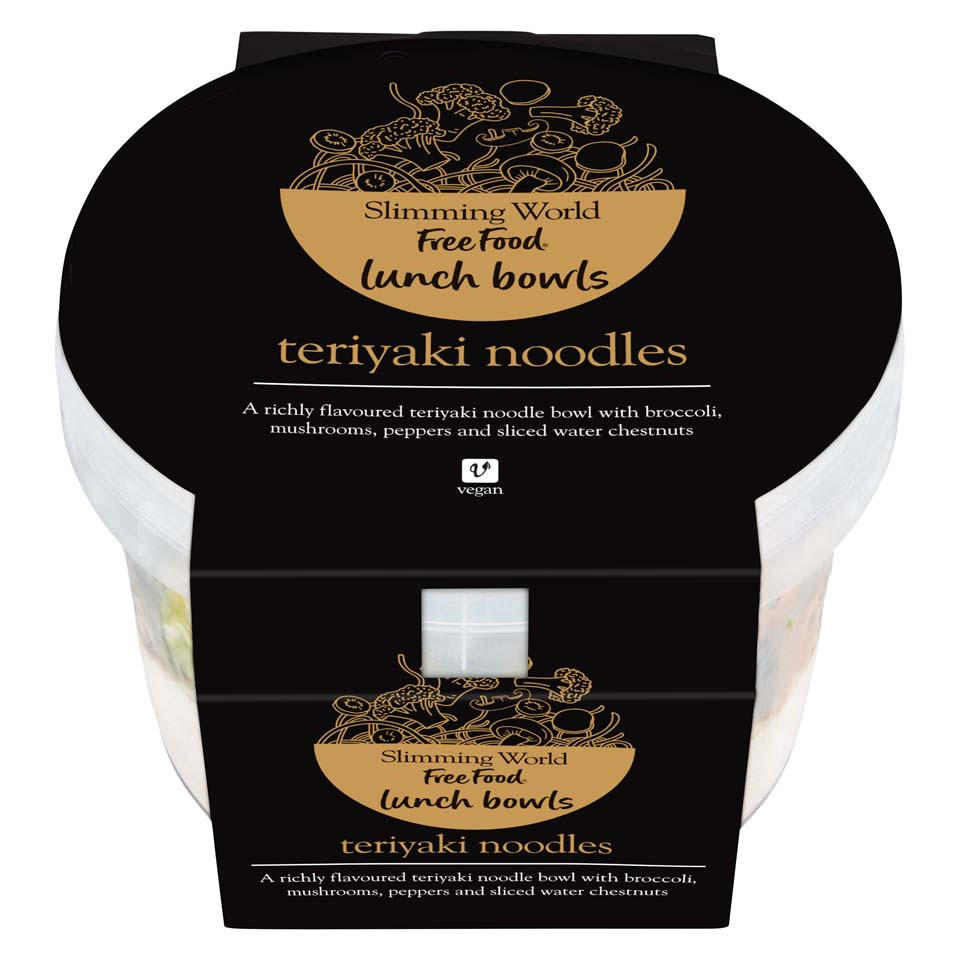 Slimming World
Free Food®
lunch bowls
teriyaki noodles
A richly flavoured teriyaki noodle bowl with broccoli,
mushrooms, peppers and sliced water chestnuts
V
vegan
Slimming World
Free Food®
lunch bowls
teriyaki noodles
A richly flavoured teriyaki noodle bowl with broccoli,
mushrooms, peppers and sliced water chestnuts